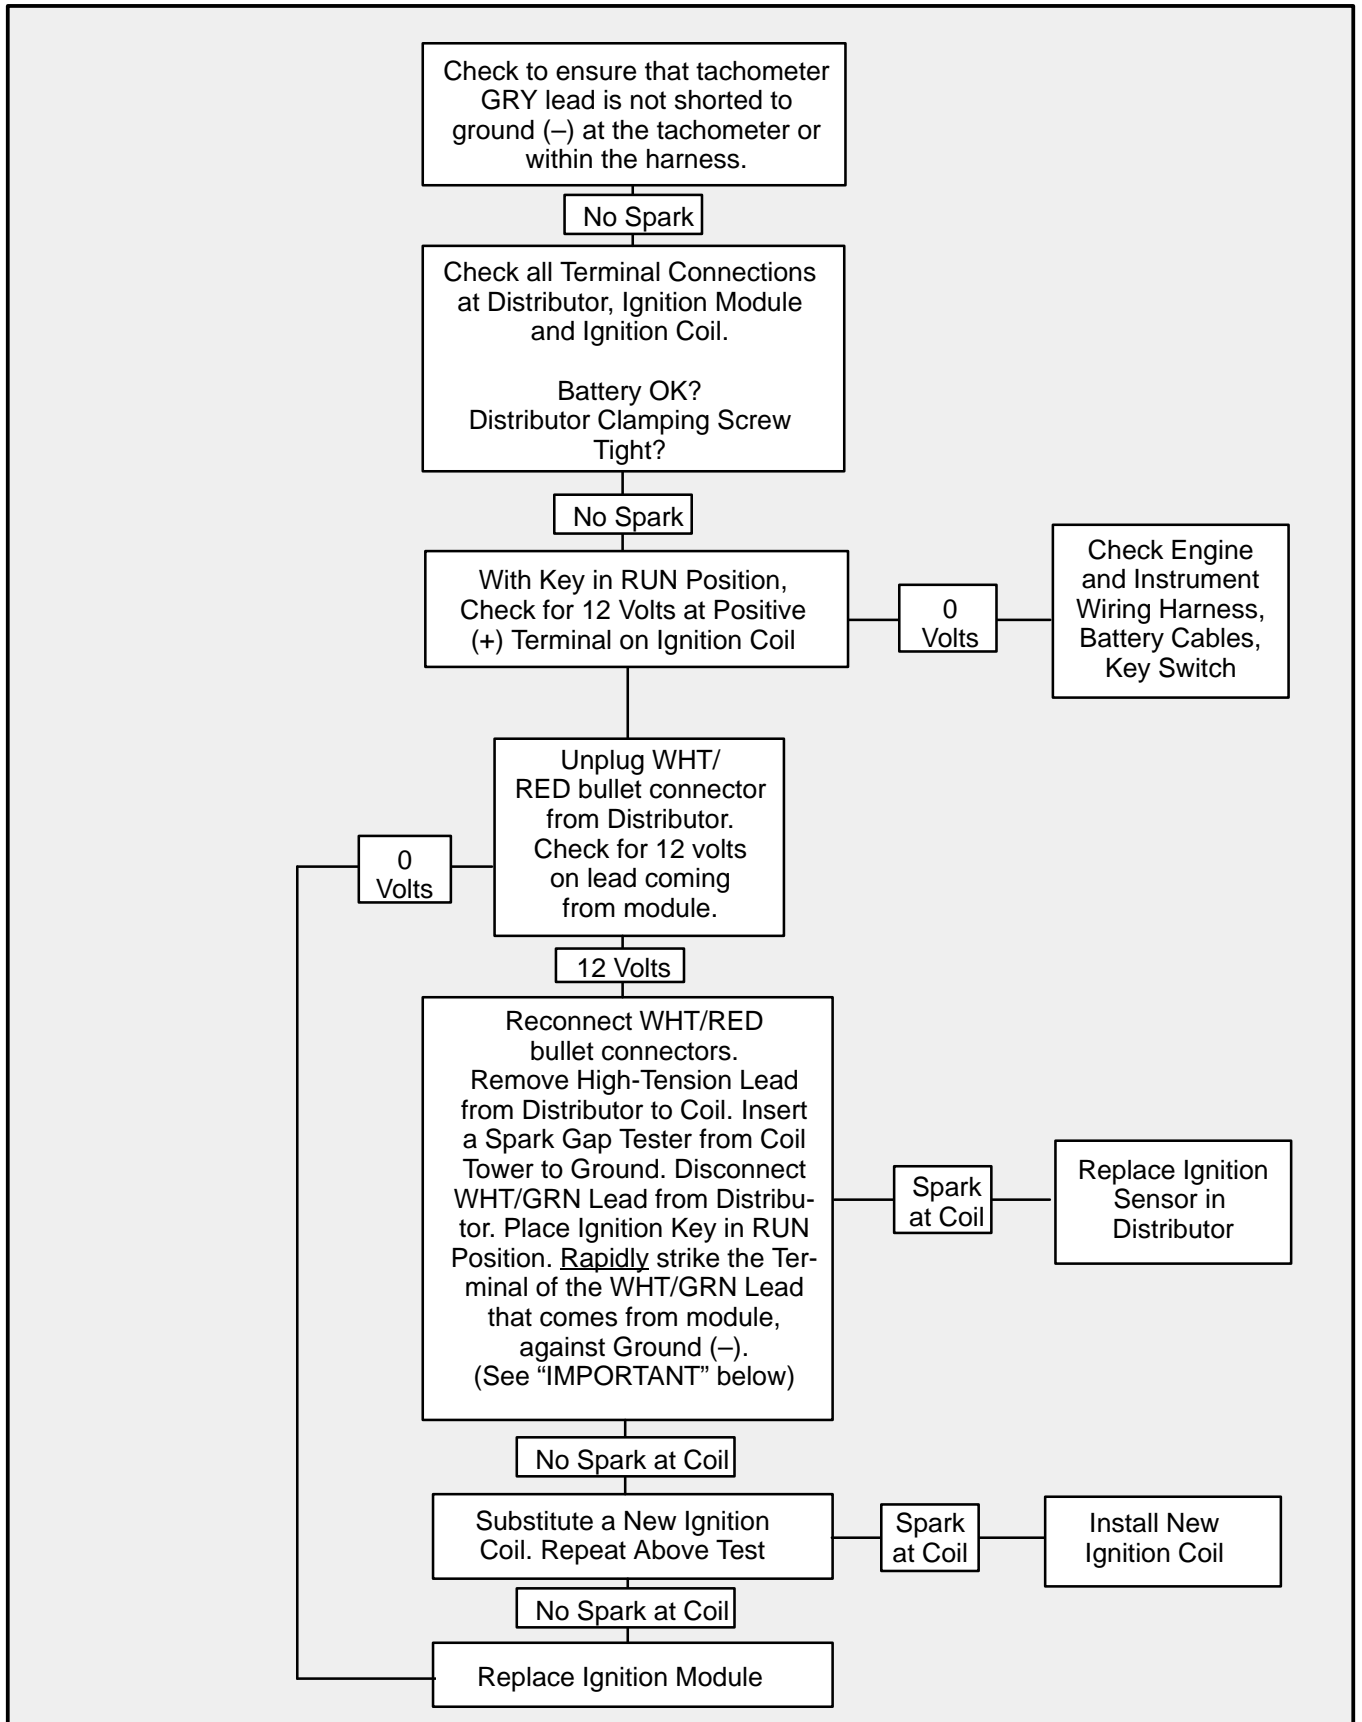 Check to ensure that tachometer
GRY lead is not shorted to
ground (–) at the tachometer or
within the harness.
No Spark
Check all Terminal Connections
at Distributor, Ignition Module
and Ignition Coil.
Battery OK?
Distributor Clamping Screw
Tight?
No Spark
With Key in RUN Position,
Check for 12 Volts at Positive
(+) Terminal on Ignition Coil
0
Volts
Check Engine
and Instrument
Wiring Harness,
Battery Cables,
Key Switch
Unplug WHT/
RED bullet connector
from Distributor.
Check for 12 volts
on lead coming
from module.
0
Volts
12 Volts
Reconnect WHT/RED
bullet connectors.
Remove High-Tension Lead
from Distributor to Coil. Insert
a Spark Gap Tester from Coil
Tower to Ground. Disconnect
WHT/GRN Lead from Distribu-
tor. Place Ignition Key in RUN
Position. Rapidly strike the Ter-
minal of the WHT/GRN Lead
that comes from module,
against Ground (–).
(See “IMPORTANT” below)
Spark
at Coil
Replace Ignition
Sensor in
Distributor
No Spark at Coil
Substitute a New Ignition
Coil. Repeat Above Test
Spark
at Coil
Install New
Ignition Coil
No Spark at Coil
Replace Ignition Module